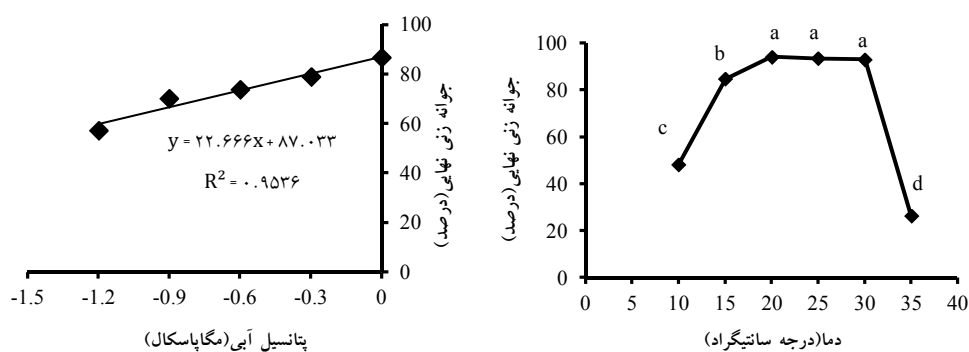 جوانه زنی نهایی(درصد)
100
80
60
40
20
0
y = ۲۲.۶۶۶x + ۸۷.۰۳۳
R² = ۰.۹۵۳۶
-1.5 -1.2 -0.9 -0.6 -0.3 0
پتانسیل آبی(مگاپاسکال)
جوانه زنی نهایی(درصد)
100
80
60
40
20
0
c b a a a d
0 5 10 15 20 25 30 35 40
دما(درجه سانتیگراد)